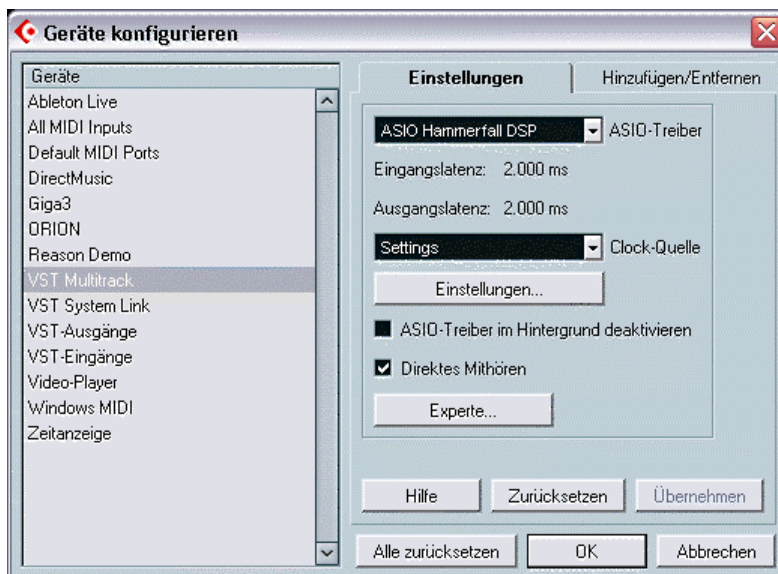 Geräte konfigurieren
Geräte
Ableton Live
All MIDI Inputs
Default MIDI Ports
DirectMusic
Giga3
ORION
Reason Demo
VST Multitrack
VST System Link
VST-Ausgänge
VST-Eingänge
Video-Player
Windows MIDI
Zeitanzeige
Einstellungen
Hinzufügen/Entfernen
ASIO Hammerfall DSP ASIO-Treiber
Eingangslatenz: 2.000 ms
Ausgangslatenz: 2.000 ms
Settings Clock-Quelle
Einstellungen...
ASIO-Treiber im Hintergrund deaktivieren
Direktes Mithören
Experte...
Hilfe
Zurücksetzen
Übernehmen
Alle zurücksetzen
OK
Abbrechen